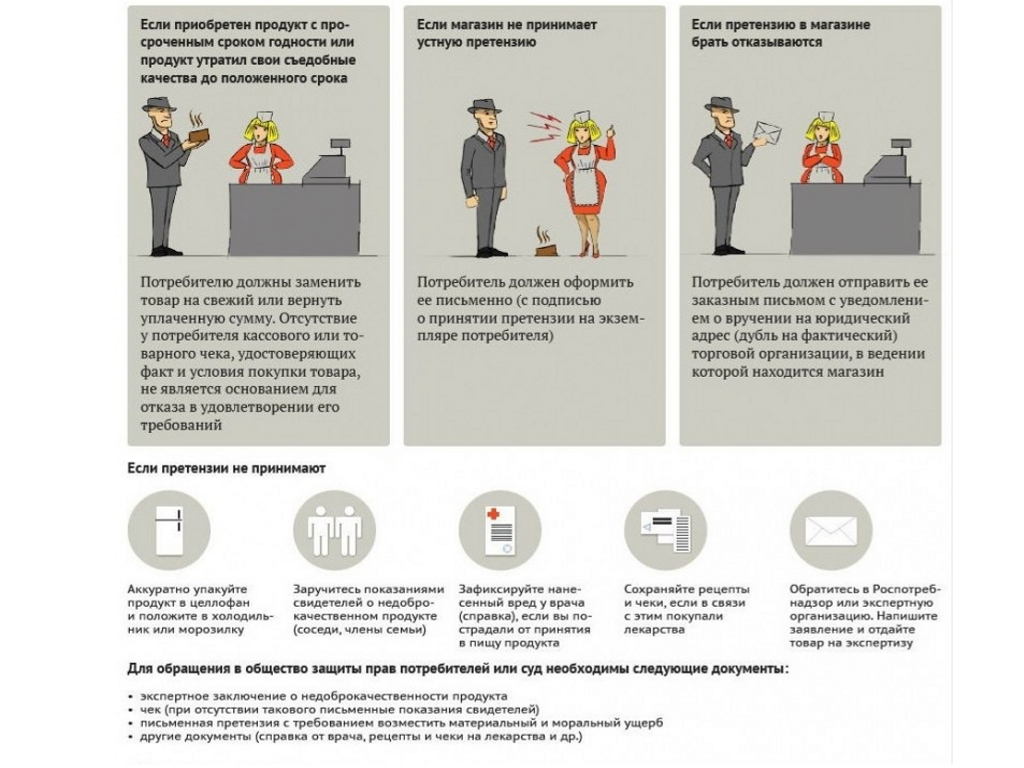 Если приобретен продукт с про-
сроченным сроком годности или
продукт утратил свои съедобные
качества до положенного срока
Потребителю должны заменить
товар на свежий или вернуть
уплаченную сумму. Отсутствие
у потребителя кассового или то-
варного чека, удостоверяющих
факт и условия покупки товара,
не является основанием для
отказа в удовлетворении его
требований
Если магазин не принимает
устную претензию
Потребитель должен оформить
ее письменно (с подписью
о принятии претензии на экзем-
пляре потребителя)
Если претензию в магазине
брать отказываются
Потребитель должен отправить ее
заказным письмом с уведомлени-
ем о вручении на юридический
адрес (дубль на фактический)
торговой организации, в ведении
которой находится магазин
Если претензии не принимают
Аккуратно упакуйте
продукт в целлофан
и положите в холодиль-
ник или морозилку
Заручитесь показаниями
свидетелей о недобро-
качественном продукте
(соседи, члены семьи)
Зафиксируйте нане-
сенный вред у врача
(справка), если вы по-
страдали от принятия
в пищу продукта
Сохраняйте рецепты
и чеки, если в связи
с этим покупали
лекарства
Обратитесь в Роспотреб-
надзор или экспертную
организацию. Напишите
заявление и отдайте
товар на экспертизу
Для обращения в общество защиты прав потребителей или суд необходимы следующие документы:
• экспертное заключение о недоброкачественности продукта
• чек (при отсутствии такового письменные показания свидетелей)
• письменная претензия с требованием возместить материальный и моральный ущерб
• другие документы (справка от врача, рецепты и чеки на лекарства и др.)